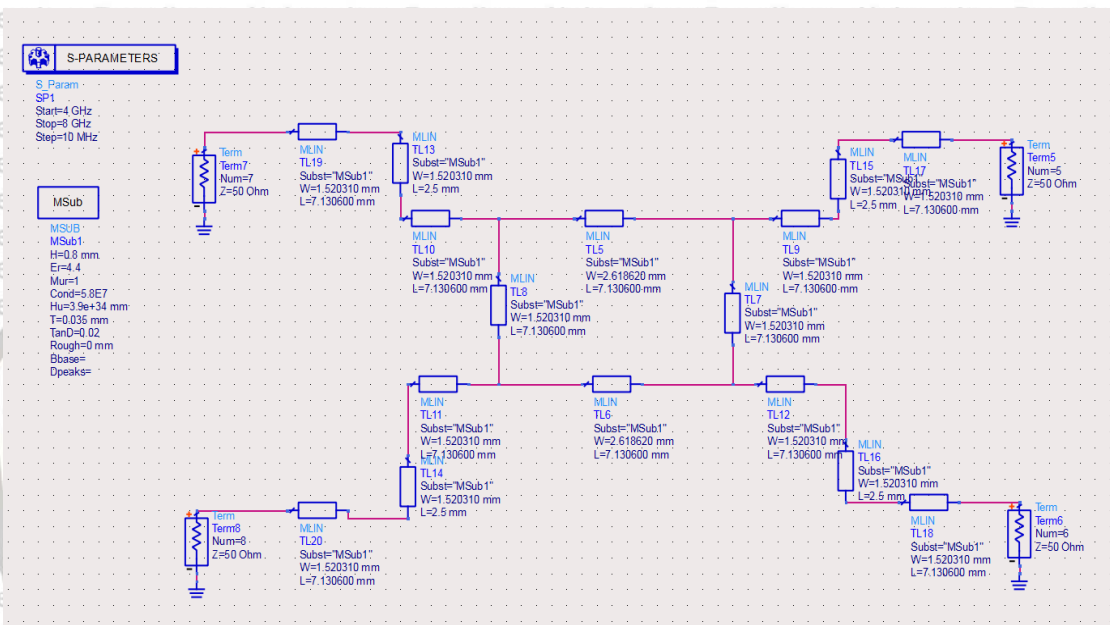 S-PARAMETERS
S_Param
SP1
Start=4 GHz
Stop=8 GHz
Step=10 MHz
MSub
MSUB
MSub1
H=0.8 mm
Er=4.4
Mur=1
Cond=5.8E7
Hu=3.9e+34 mm
T=0.035 mm
TanD=0.02
Rough=0 mm
Bbase=
Dpeaks=
Term
Term7
Num=7
Z=50 Ohm
MLIN
TL19
Subst="MSub1"
W=1.520310 mm
L=7.130600 mm
MLIN
TL13
Subst="MSub1"
W=1.520310 mm
L=2.5 mm
MLIN
TL15
Subst="MSub1"
W=1.520310 mm
L=2.5 mm
MLIN
TL17
Subst="MSub1"
W=1.520310 mm
L=7.130600 mm
Term
Term5
Num=5
Z=50 Ohm
MLIN
TL10
Subst="MSub1"
W=1.520310 mm
L=7.130600 mm
MLIN
TL5
Subst="MSub1"
W=2.618620 mm
L=7.130600 mm
MLIN
TL9
Subst="MSub1"
W=1.520310 mm
L=7.130600 mm
MLIN
TL8
Subst="MSub1"
W=1.520310 mm
L=7.130600 mm
MLIN
TL7
Subst="MSub1"
W=1.520310 mm
L=7.130600 mm
MLIN
TL11
Subst="MSub1"
W=1.520310 mm
L=7.130600 mm
MLIN
TL6
Subst="MSub1"
W=2.618620 mm
L=7.130600 mm
MLIN
TL12
Subst="MSub1"
W=1.520310 mm
L=7.130600 mm
MLIN
TL14
Subst="MSub1"
W=1.520310 mm
L=2.5 mm
MLIN
TL16
Subst="MSub1"
W=1.520310 mm
L=2.5 mm
Term
Term8
Num=8
Z=50 Ohm
MLIN
TL20
Subst="MSub1"
W=1.520310 mm
L=7.130600 mm
MLIN
TL18
Subst="MSub1"
W=1.520310 mm
L=7.130600 mm
Term
Term6
Num=6
Z=50 Ohm